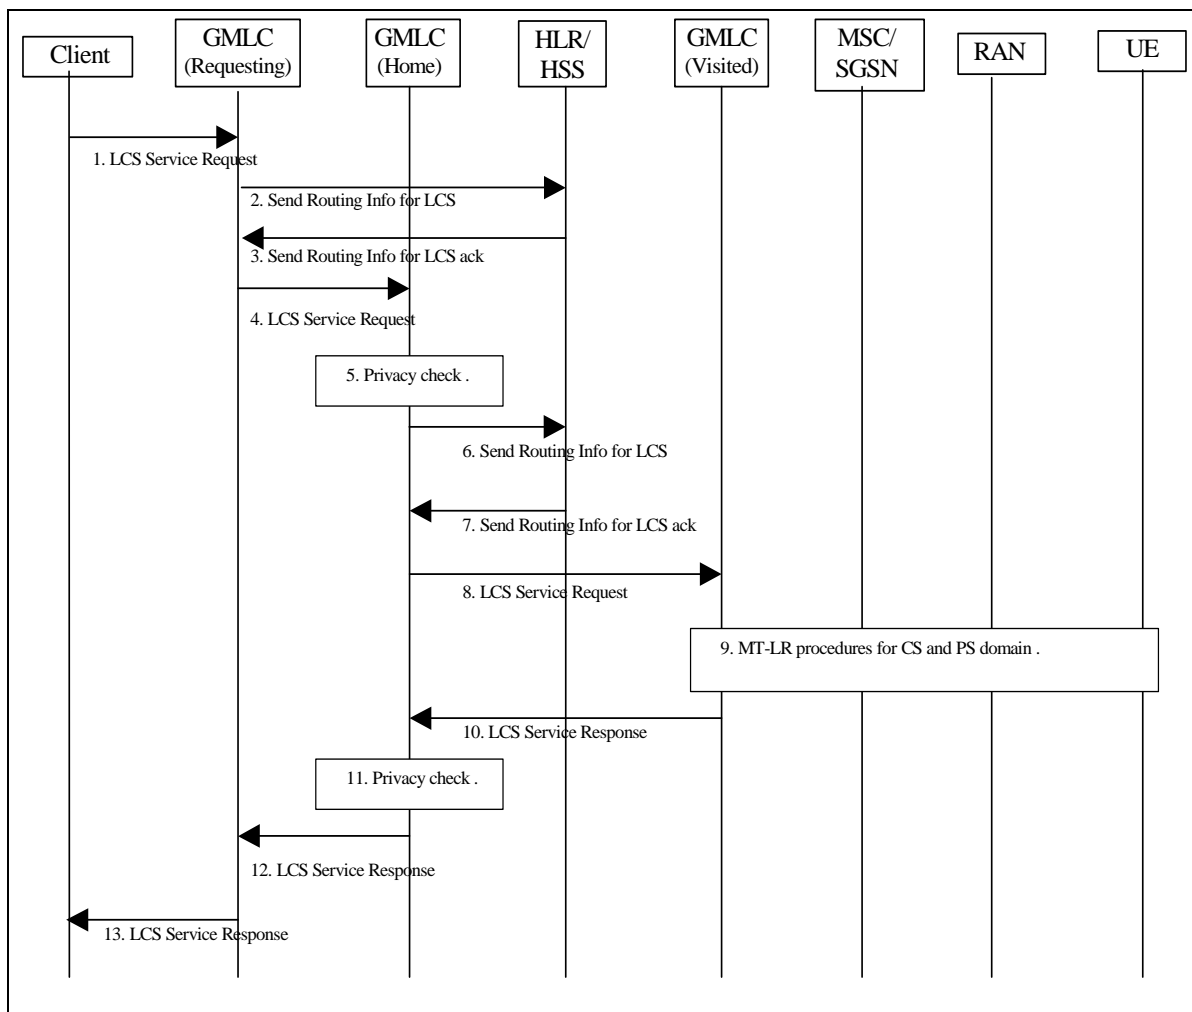 Client
GMLC
(Requesting)
GMLC
(Home)
HLR/
HSS
GMLC
(Visited)
MSC/
SGSN
RAN
UE
1. LCS Service Request
2. Send Routing Info for LCS
3. Send Routing Info for LCS ack
4. LCS Service Request
5. Privacy check .
6. Send Routing Info for LCS
7. Send Routing Info for LCS ack
8. LCS Service Request
9. MT-LR procedures for CS and PS domain .
10. LCS Service Response
11. Privacy check .
12. LCS Service Response
13. LCS Service Response